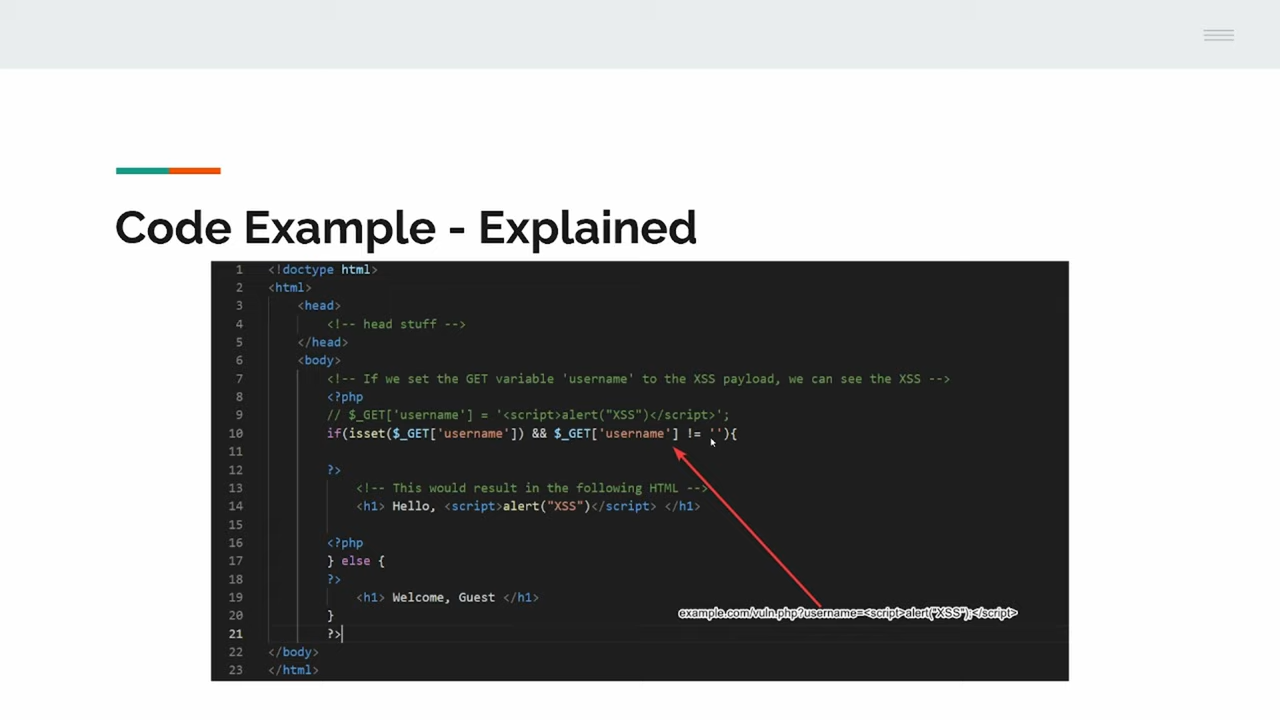 Code Example - Explained
1 <!doctype html>
2 <html>
3 <head>
4 <!-- head stuff -->
5 </head>
6 <body>
7 <!-- If we set the GET variable 'username' to the XSS payload, we can see the XSS -->
8 <?php
9 // $_GET['username'] = '<script>alert("XSS")</script>';
10 if(isset($_GET['username']) && $_GET['username'] != ''){
11
12 ?>
13 <!-- This would result in the following HTML -->
14 <h1> Hello, <script>alert("XSS")</script> </h1>
15
16 <?php
17 } else {
18 ?>
19 <h1> Welcome, Guest </h1>
20 }
21 ?>
22 </body>
23 </html>
example.com/vuln.php?username=<script>alert("XSS");</script>